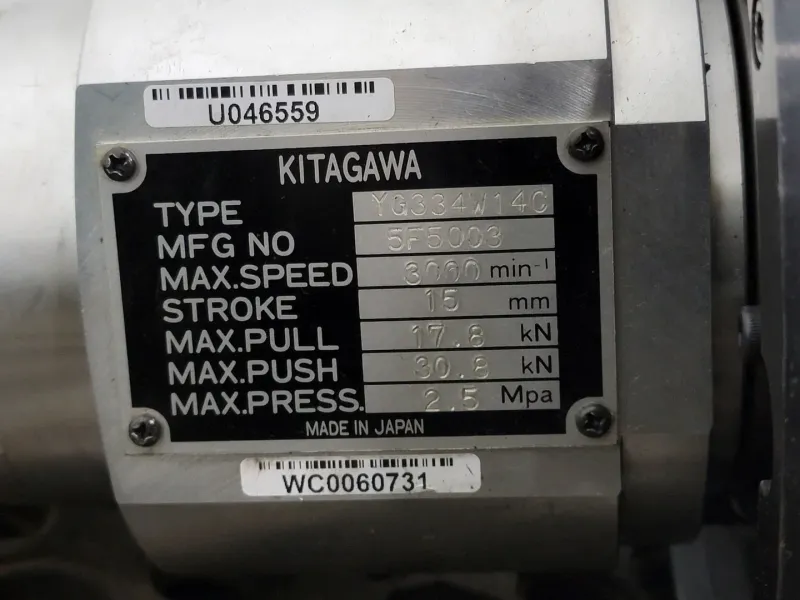 U046559
KITAGAWA
TYPE YG334W14C
MFG NO 5F5003
MAX.SPEED 3000 min-1
STROKE 15 mm
MAX.PULL 17.8 kN
MAX.PUSH 30.8 kN
MAX.PRESS. 2.5 Mpa
MADE IN JAPAN
WC0060731